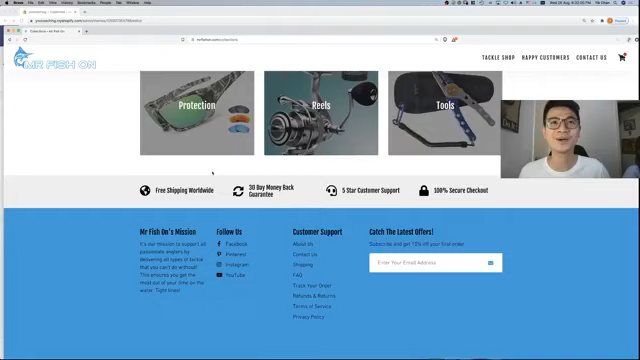 MR FISH ON
TACKLE SHOP HAPPY CUSTOMERS CONTACT US
Protection
Reels
Tools
Free Shipping Worldwide
30 Day Money Back
Guarantee
5 Star Customer Support
100% Secure Checkout
Mr Fish On's Mission
It's our mission to support all
passionate anglers by
delivering all types of tackle
that you can't do without!
This ensures you get the
most out of your time on the
water. Tight lines!
Follow Us
Facebook
Pinterest
Instagram
YouTube
Customer Support
About Us
Contact Us
Shipping
FAQ
Track Your Order
Refunds & Returns
Terms of Service
Privacy Policy
Catch The Latest Offers!
Subscribe and get 10% off your first order
Enter Your Email Address